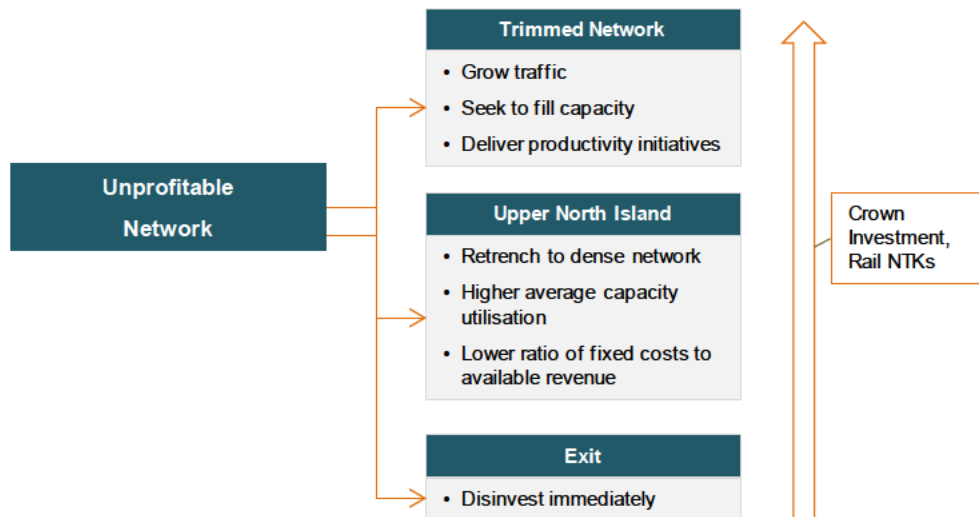 Trimmed Network
• Grow traffic
• Seek to fill capacity
• Deliver productivity initiatives
Unprofitable
Network
Upper North Island
• Retrench to dense network
• Higher average capacity
utilisation
• Lower ratio of fixed costs to
available revenue
Crown
Investment,
Rail NTKs
Exit
• Disinvest immediately